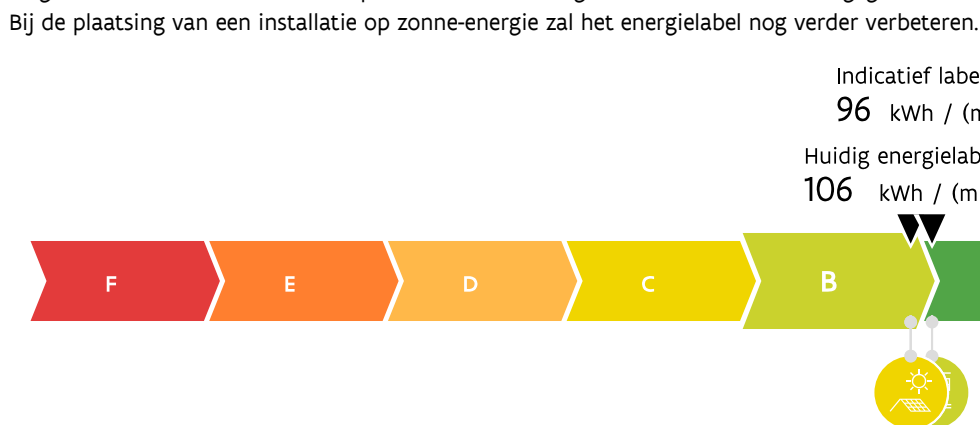 Bij de plaatsing van een installatie op zonne-energie zal het energielabel nog verder verbeteren.
Indicatief labe
96 kWh / (m
Huidig energielab
106 kWh / (m
F E D C B